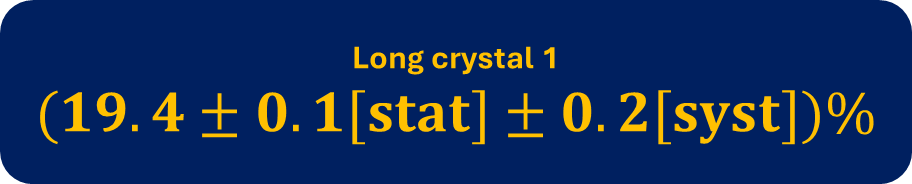 Long crystal 1
(19.4 ± 0.1[stat] ± 0.2[syst])%